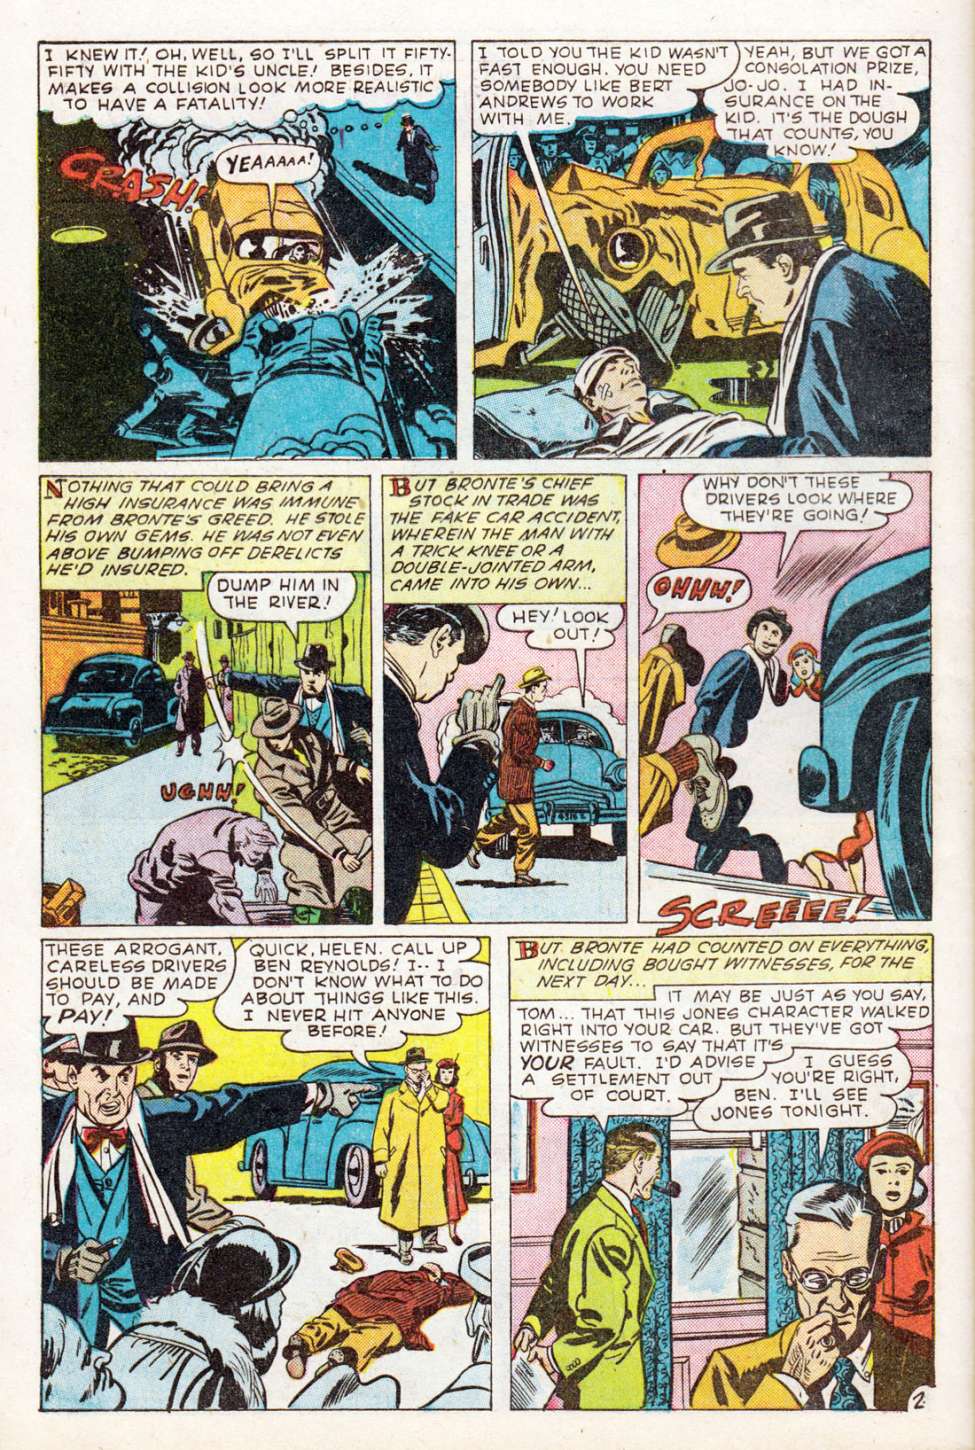 I KNEW IT! OH, WELL, SO I'LL SPLIT IT FIFTY-
FIFTY WITH THE KID'S UNCLE! BESIDES, IT
MAKES A COLLISION LOOK MORE REALISTIC
TO HAVE A FATALITY!
CRASH!
YEAAAAA!
I TOLD YOU THE KID WASN'T
FAST ENOUGH. YOU NEED
SOMEBODY LIKE BERT
ANDREWS TO WORK
WITH ME.
YEAH, BUT WE GOT A
CONSOLATION PRIZE,
JO-JO. I HAD IN-
SURANCE ON THE
KID. IT'S THE DOUGH
THAT COUNTS, YOU
KNOW!
NOTHING THAT COULD BRING A
HIGH INSURANCE WAS IMMUNE
FROM BRONTE'S GREED. HE STOLE
HIS OWN GEMS. HE WAS NOT EVEN
ABOVE BUMPING OFF DERELICTS
HE'D INSURED.
DUMP HIM IN
THE RIVER!
UGHH!
BUT BRONTE'S CHIEF
STOCK IN TRADE WAS
THE FAKE CAR ACCIDENT,
WHEREIN THE MAN WITH
A TRICK KNEE OR A
DOUBLE-JOINTED ARM,
CAME INTO HIS OWN...
HEY! LOOK
OUT!
WHY DON'T THESE
DRIVERS LOOK WHERE
THEY'RE GOING!
OHHH!
SCREEEE!
THESE ARROGANT,
CARELESS DRIVERS
SHOULD BE MADE
TO PAY, AND
PAY!
QUICK, HELEN. CALL UP
BEN REYNOLDS! I-- I
DON'T KNOW WHAT TO DO
ABOUT THINGS LIKE THIS.
I NEVER HIT ANYONE
BEFORE!
BUT BRONTE HAD COUNTED ON EVERYTHING,
INCLUDING BOUGHT WITNESSES, FOR THE
NEXT DAY...
IT MAY BE JUST AS YOU SAY,
TOM... THAT THIS JONES CHARACTER WALKED
RIGHT INTO YOUR CAR. BUT THEY'VE GOT
WITNESSES TO SAY THAT IT'S
YOUR FAULT. I'D ADVISE
A SETTLEMENT OUT
OF COURT.
I GUESS
YOU'RE RIGHT,
BEN. I'LL SEE
JONES TONIGHT.
2